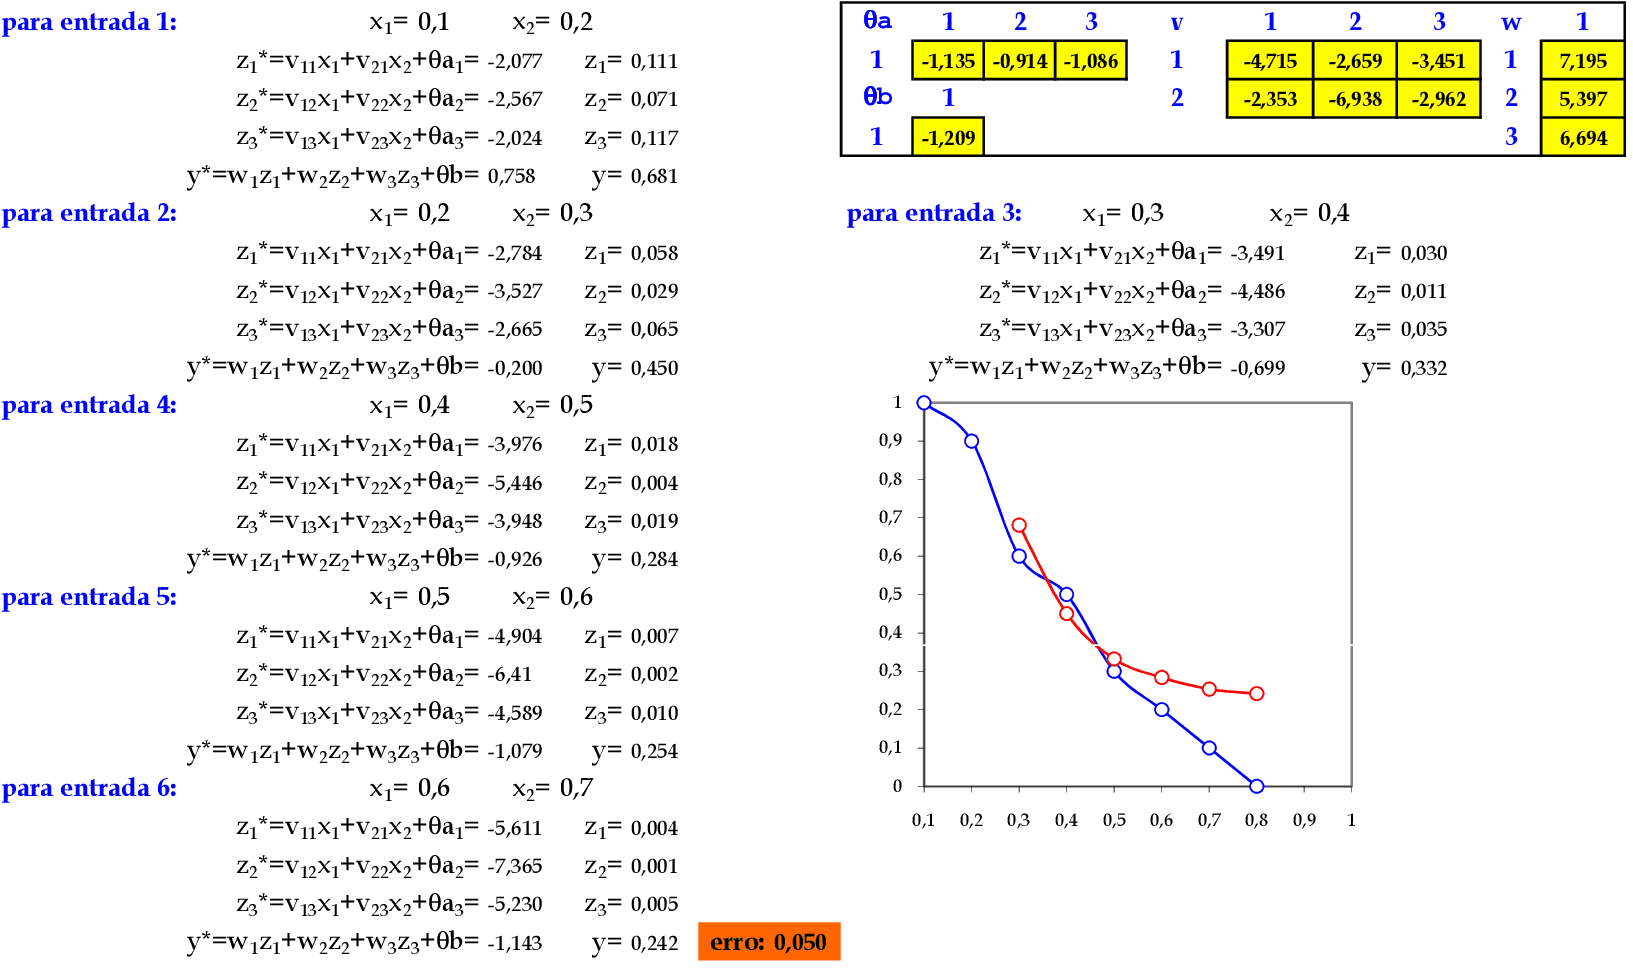 para entrada 1: x₁= 0,1 x₂= 0,2
z₁*=v₁₁x₁+v₂₁x₂+θa₁= -2,077 z₁= 0,111
z₂*=v₁₂x₁+v₂₂x₂+θa₂= -2,567 z₂= 0,071
z₃*=v₁₃x₁+v₂₃x₂+θa₃= -2,024 z₃= 0,117
y*=w₁z₁+w₂z₂+w₃z₃+θb= 0,758 y= 0,681
θa 1 2 3 v 1 2 3 w 1
1 -1,135 -0,914 -1,086 1 -4,715 -2,659 -3,451 1 7,195
θb 1 2 -2,353 -6,938 -2,962 2 5,397
1 -1,209 3 6,694
para entrada 2: x₁= 0,2 x₂= 0,3
z₁*=v₁₁x₁+v₂₁x₂+θa₁= -2,784 z₁= 0,058
z₂*=v₁₂x₁+v₂₂x₂+θa₂= -3,527 z₂= 0,029
z₃*=v₁₃x₁+v₂₃x₂+θa₃= -2,665 z₃= 0,065
y*=w₁z₁+w₂z₂+w₃z₃+θb= -0,200 y= 0,450
para entrada 3: x₁= 0,3 x₂= 0,4
z₁*=v₁₁x₁+v₂₁x₂+θa₁= -3,491 z₁= 0,030
z₂*=v₁₂x₁+v₂₂x₂+θa₂= -4,486 z₂= 0,011
z₃*=v₁₃x₁+v₂₃x₂+θa₃= -3,307 z₃= 0,035
y*=w₁z₁+w₂z₂+w₃z₃+θb= -0,699 y= 0,332
para entrada 4: x₁= 0,4 x₂= 0,5
z₁*=v₁₁x₁+v₂₁x₂+θa₁= -3,976 z₁= 0,018
z₂*=v₁₂x₁+v₂₂x₂+θa₂= -5,446 z₂= 0,004
z₃*=v₁₃x₁+v₂₃x₂+θa₃= -3,948 z₃= 0,019
y*=w₁z₁+w₂z₂+w₃z₃+θb= -0,926 y= 0,284
para entrada 5: x₁= 0,5 x₂= 0,6
z₁*=v₁₁x₁+v₂₁x₂+θa₁= -4,904 z₁= 0,007
z₂*=v₁₂x₁+v₂₂x₂+θa₂= -6,41 z₂= 0,002
z₃*=v₁₃x₁+v₂₃x₂+θa₃= -4,589 z₃= 0,010
y*=w₁z₁+w₂z₂+w₃z₃+θb= -1,079 y= 0,254
para entrada 6: x₁= 0,6 x₂= 0,7
z₁*=v₁₁x₁+v₂₁x₂+θa₁= -5,611 z₁= 0,004
z₂*=v₁₂x₁+v₂₂x₂+θa₂= -7,365 z₂= 0,001
z₃*=v₁₃x₁+v₂₃x₂+θa₃= -5,230 z₃= 0,005
y*=w₁z₁+w₂z₂+w₃z₃+θb= -1,143 y= 0,242
erro: 0,050
1
0,9
0,8
0,7
0,6
0,5
0,4
0,3
0,2
0,1
0
0,1 0,2 0,3 0,4 0,5 0,6 0,7 0,8 0,9 1